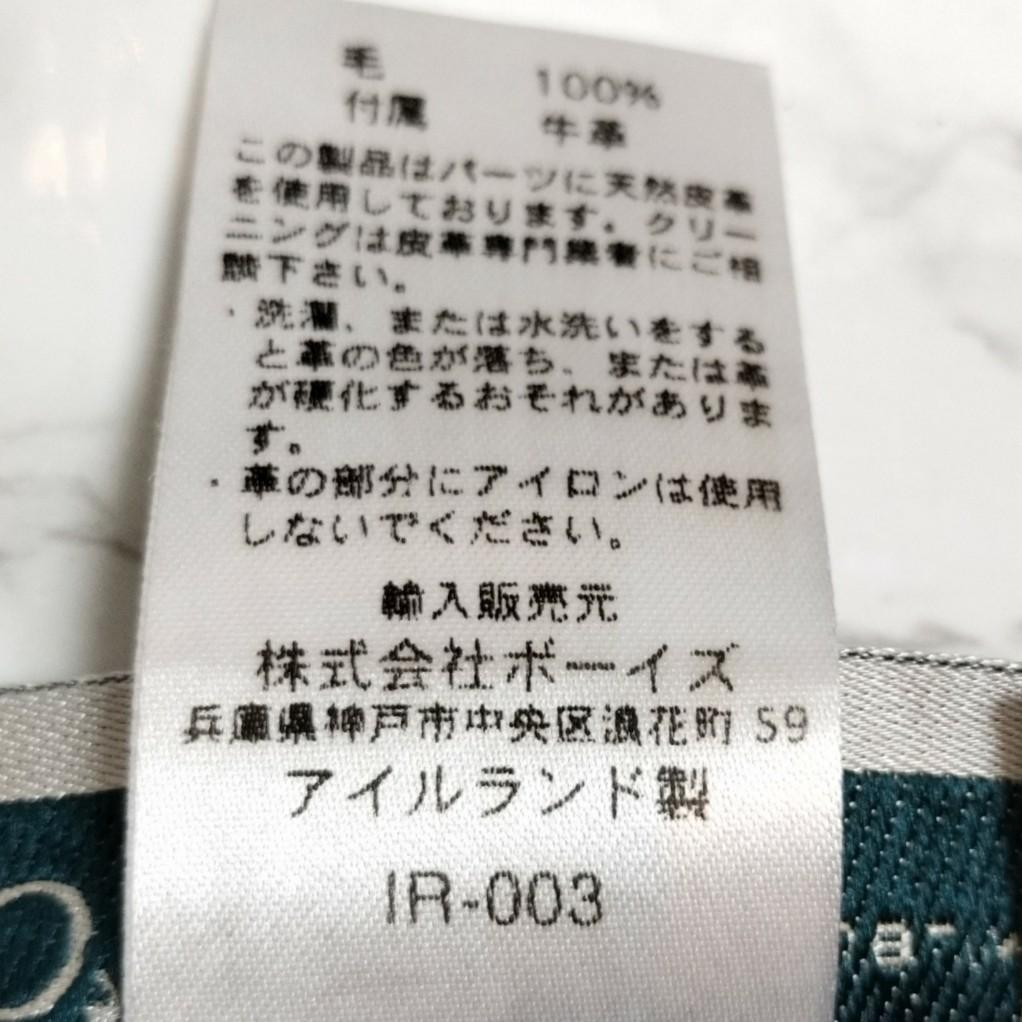 毛 100%
付属 牛革
この製品はパーツに天然皮革
を使用しております。クリー
ニングは皮革専門業者にご相
談下さい。
・洗濯、または水洗いをする
と革の色が落ち、または革
が硬化するおそれがありま
す。
・革の部分にアイロンは使用
しないでください。
輸入販売元
株式会社ボーイズ
兵庫県神戸市中央区浪花町 59
アイルランド製
IR-003